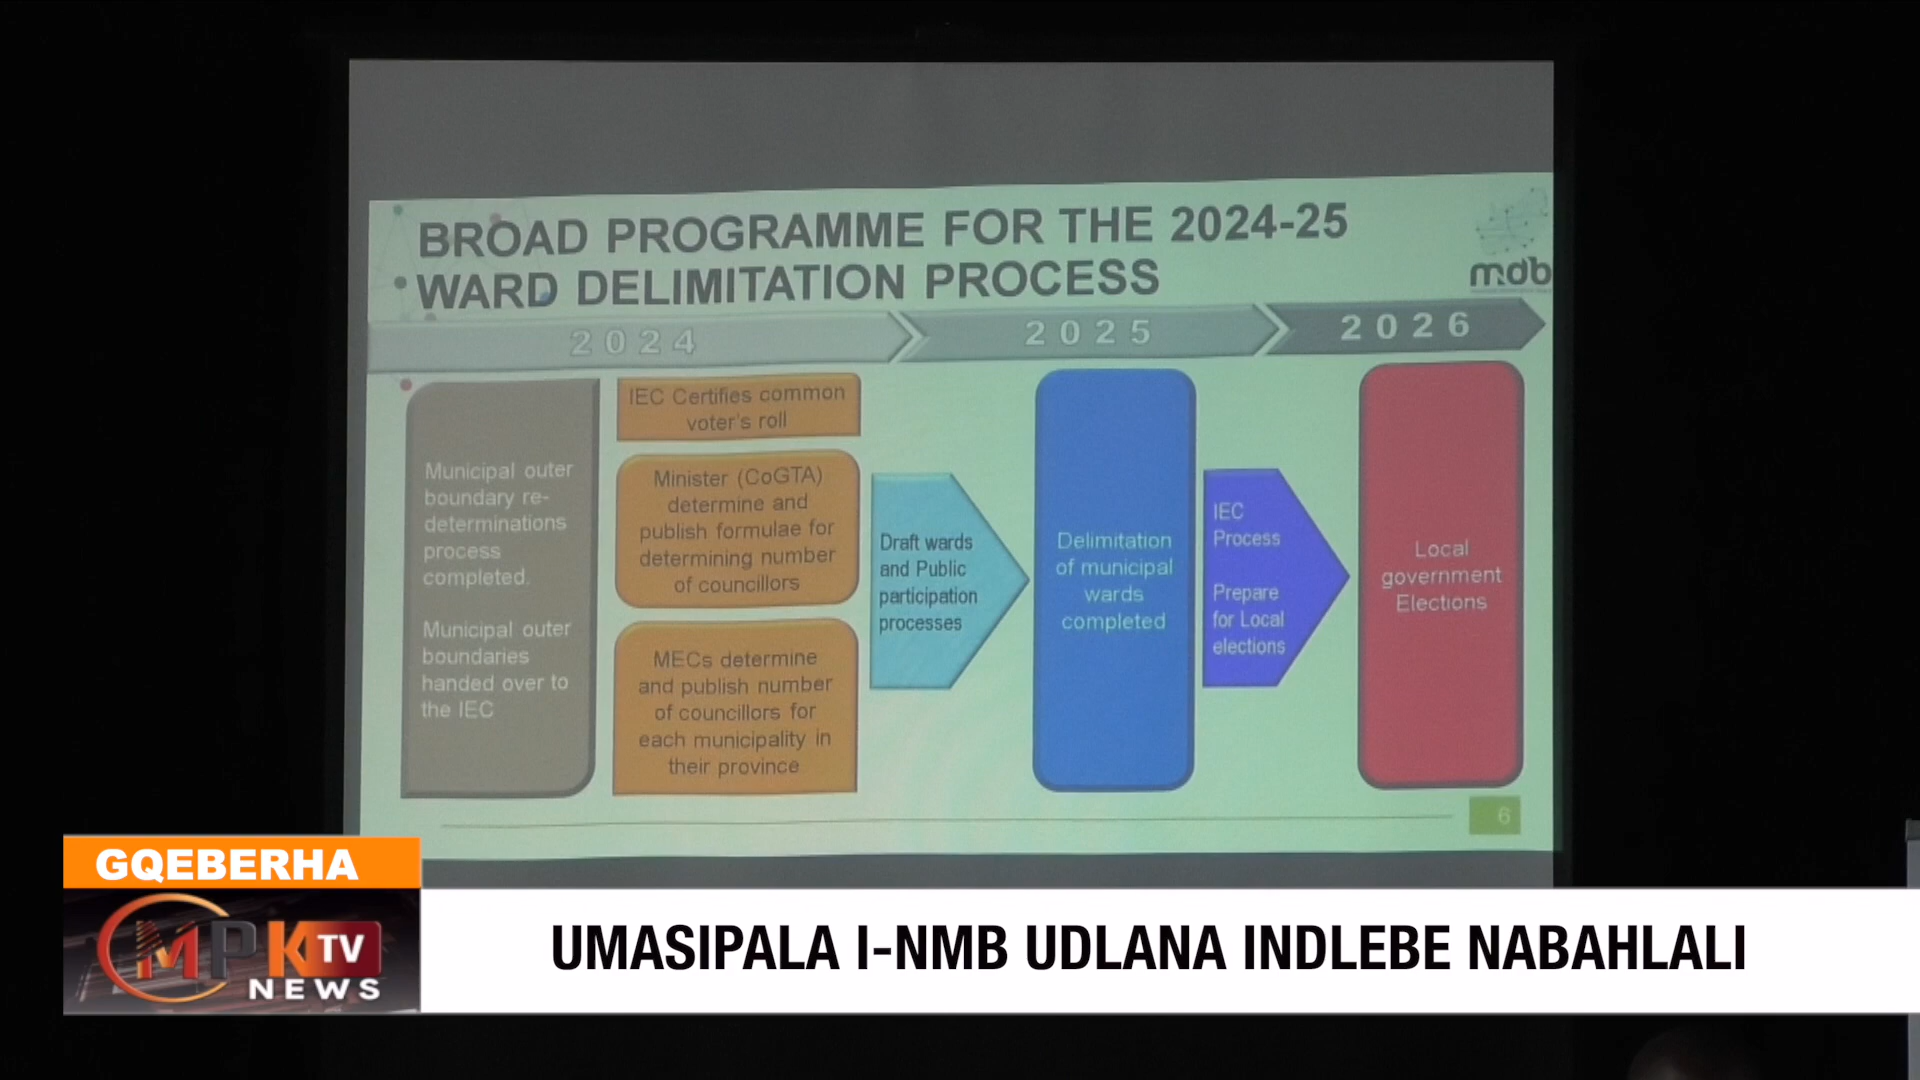 BROAD PROGRAMME FOR THE 2024-25
WARD DELIMITATION PROCESS
mdb
2024
2025
2026
Municipal outer
boundary re-
determinations
process
completed.
Municipal outer
boundaries
handed over to
the IEC
IEC Certifies common
voter's roll
Minister (CoGTA)
determine and
publish formulae for
determining number
of councillors
MECs determine
and publish number
of councillors for
each municipality in
their province
Draft wards
and Public
participation
processes
Delimitation
of municipal
wards
completed
IEC
Process
Prepare
for Local
elections
Local
government
Elections
6
GQEBERHA
MPK TV
NEWS
UMASIPALA I-NMB UDLANA INDLEBE NABAHLALI